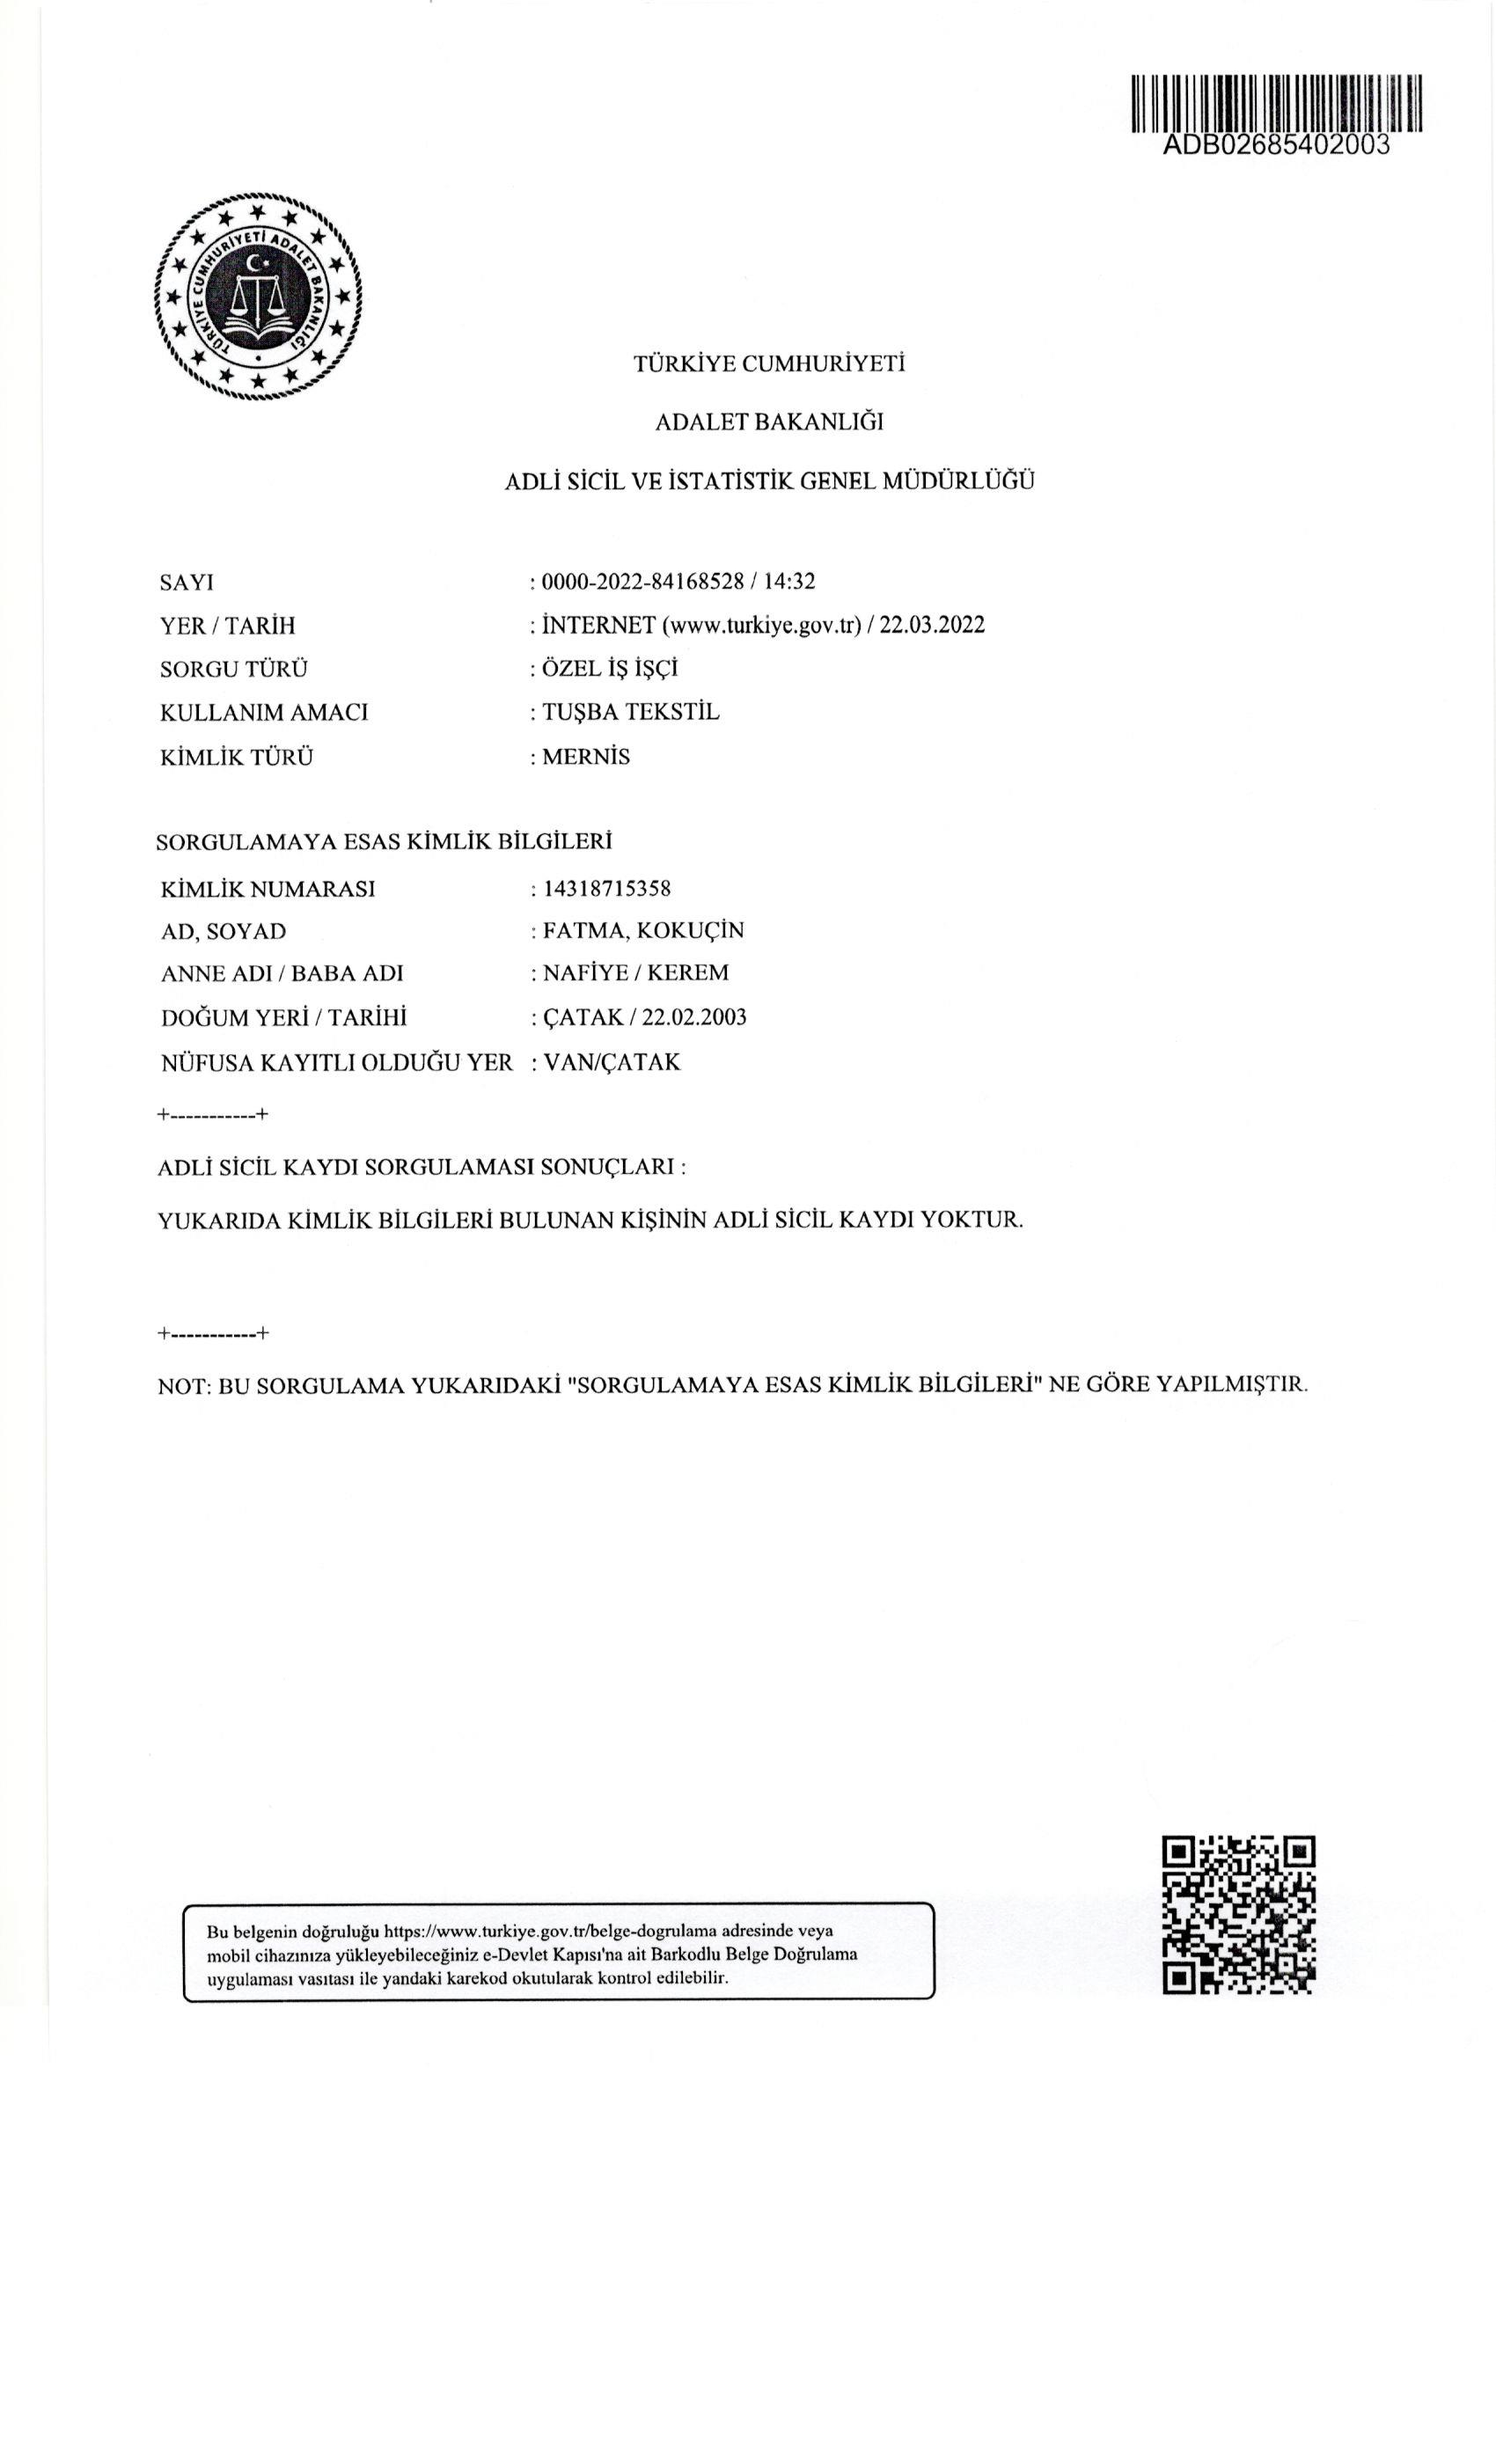 ADB02685402003
TÜRKİYE CUMHURİYETİ ADALET BAKANLIĞI
TÜRKİYE CUMHURİYETİ
ADALET BAKANLIĞI
ADLİ SİCİL VE İSTATİSTİK GENEL MÜDÜRLÜĞÜ
SAYI : 0000-2022-84168528 / 14:32
YER / TARİH : İNTERNET (www.turkiye.gov.tr) / 22.03.2022
SORGU TÜRÜ : ÖZEL İŞ İŞÇİ
KULLANIM AMACI : TUŞBA TEKSTİL
KİMLİK TÜRÜ : MERNİS
SORGULAMAYA ESAS KİMLİK BİLGİLERİ
KİMLİK NUMARASI : 14318715358
AD, SOYAD : FATMA, KOKUÇİN
ANNE ADI / BABA ADI : NAFİYE / KEREM
DOĞUM YERİ / TARİHİ : ÇATAK / 22.02.2003
NÜFUSA KAYITLI OLDUĞU YER : VAN/ÇATAK
+-----------+
ADLİ SİCİL KAYDI SORGULAMASI SONUÇLARI :
YUKARIDA KİMLİK BİLGİLERİ BULUNAN KİŞİNİN ADLİ SİCİL KAYDI YOKTUR.
+-----------+
NOT: BU SORGULAMA YUKARIDAKİ "SORGULAMAYA ESAS KİMLİK BİLGİLERİ" NE GÖRE YAPILMIŞTIR.
Bu belgenin doğruluğu https://www.turkiye.gov.tr/belge-dogrulama adresinde veya
mobil cihazınıza yükleyebileceğiniz e-Devlet Kapısı'na ait Barkodlu Belge Doğrulama
uygulaması vasıtası ile yandaki karekod okutularak kontrol edilebilir.